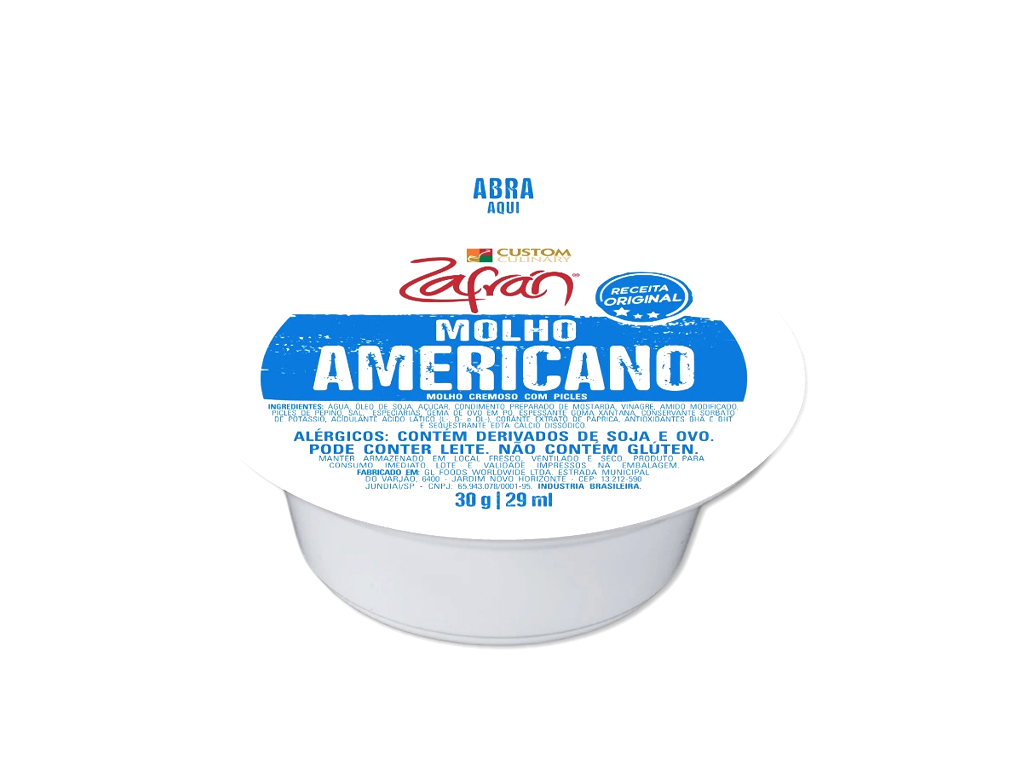 ABRA
AQUI
CUSTOM
CULINARY
Zafrán
RECEITA
ORIGINAL
MOLHO
AMERICANO
MOLHO CREMOSO COM PICLES
INGREDIENTES: ÁGUA, ÓLEO DE SOJA, AÇÚCAR, CONDIMENTO PREPARADO DE MOSTARDA, VINAGRE, AMIDO MODIFICADO,
PICLES DE PEPINO, SAL, ESPECIARIAS, GEMA DE OVO EM PÓ, ESPESSANTE GOMA XANTANA, CONSERVANTE SORBATO
DE POTÁSSIO, ACIDULANTE ÁCIDO LÁTICO (L-, D- e DL-), CORANTE EXTRATO DE PÁPRICA, ANTIOXIDANTES BHA E BHT
E SEQUESTRANTE EDTA CÁLCIO DISSÓDICO.
ALÉRGICOS: CONTÉM DERIVADOS DE SOJA E OVO.
PODE CONTER LEITE. NÃO CONTÉM GLÚTEN.
MANTER ARMAZENADO EM LOCAL FRESCO, VENTILADO E SECO. PRODUTO PARA
CONSUMO IMEDIATO. LOTE E VALIDADE IMPRESSOS NA EMBALAGEM.
FABRICADO EM: GL FOODS WORLDWIDE LTDA. ESTRADA MUNICIPAL
DO VARJÃO, 6400 - JARDIM NOVO HORIZONTE - CEP: 13.212-590
JUNDIAÍ/SP - CNPJ: 65.943.078/0001-95. INDÚSTRIA BRASILEIRA.
30 g | 29 ml